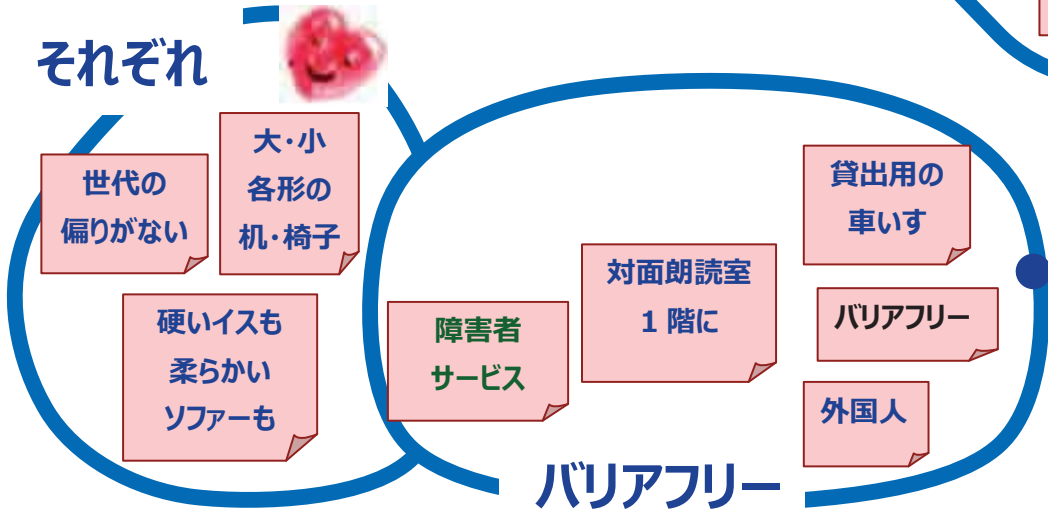 それぞれ
世代の
偏りがない
大・小
各形の
机・椅子
硬いイスも
柔らかい
ソファーも
障害者
サービス
対面朗読室
1階に
貸出用の
車いす
バリアフリー
外国人
バリアフリー